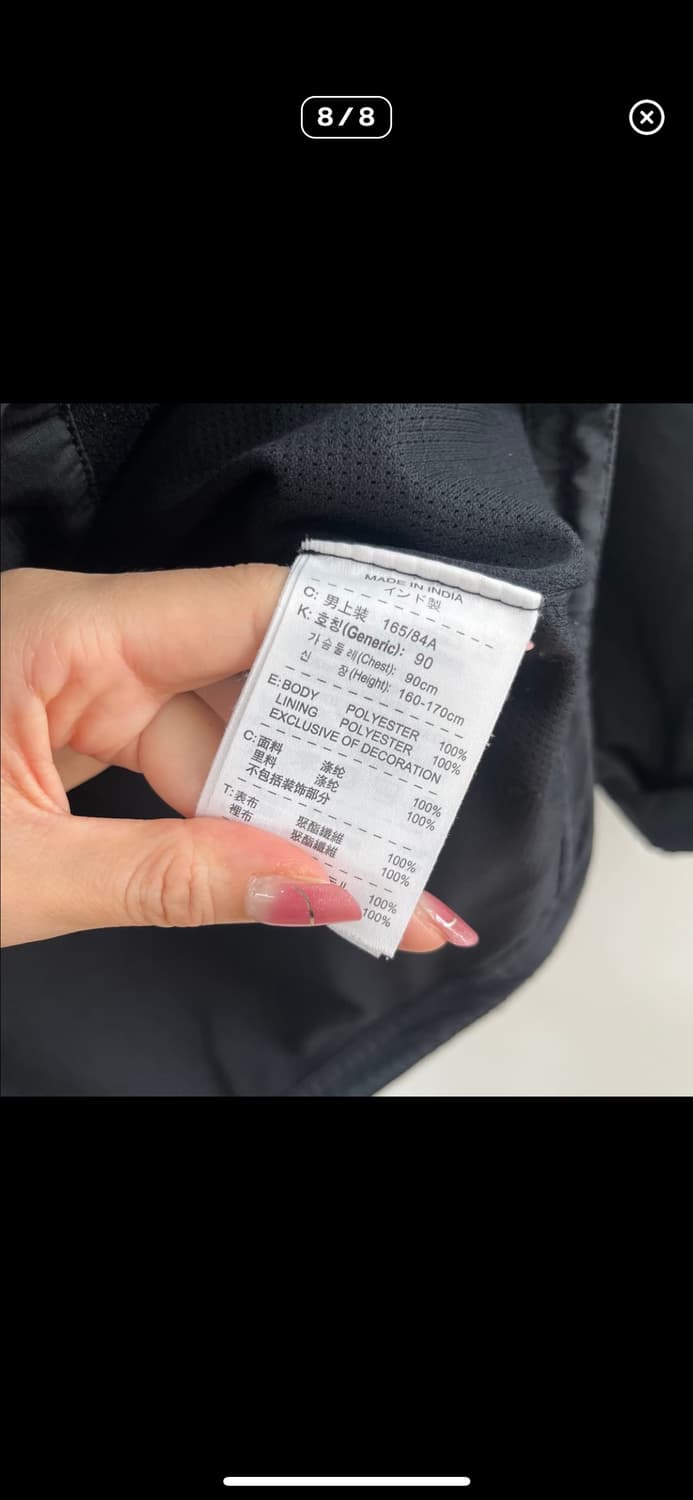 8/8
MADE IN INDIA
インド製
C: 男上装 165/84A
K: 호칭(Generic): 90
가슴둘레(Chest): 90cm
신 장(Height): 160-170cm
E:BODY POLYESTER 100%
LINING POLYESTER 100%
EXCLUSIVE OF DECORATION
C:面料 涤纶 100%
里料 涤纶 100%
不包括装饰部分
T:表布 聚酯纖維 100%
裡布 聚酯纖維 100%
100%
100%